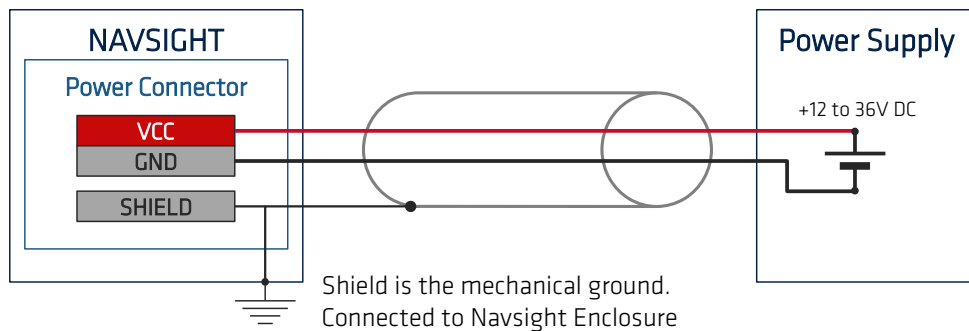 NAVSIGHT
Power Connector
VCC
GND
SHIELD
Power Supply
+12 to 36V DC
Shield is the mechanical ground.
Connected to Navsight Enclosure